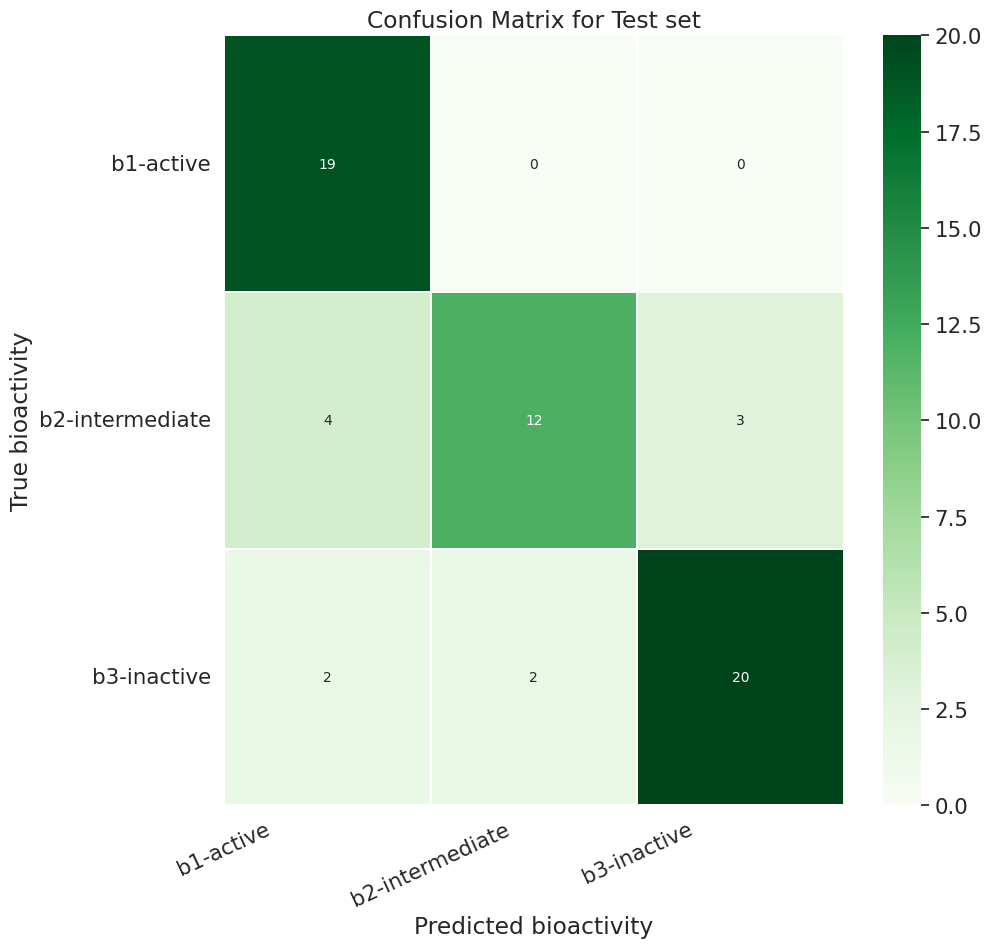 Confusion Matrix for Test set
b1-active
19
0
0
b2-intermediate
4
12
3
b3-inactive
2
2
20
True bioactivity
b1-active
b2-intermediate
b3-inactive
Predicted bioactivity
20.0
17.5
15.0
12.5
10.0
7.5
5.0
2.5
0.0